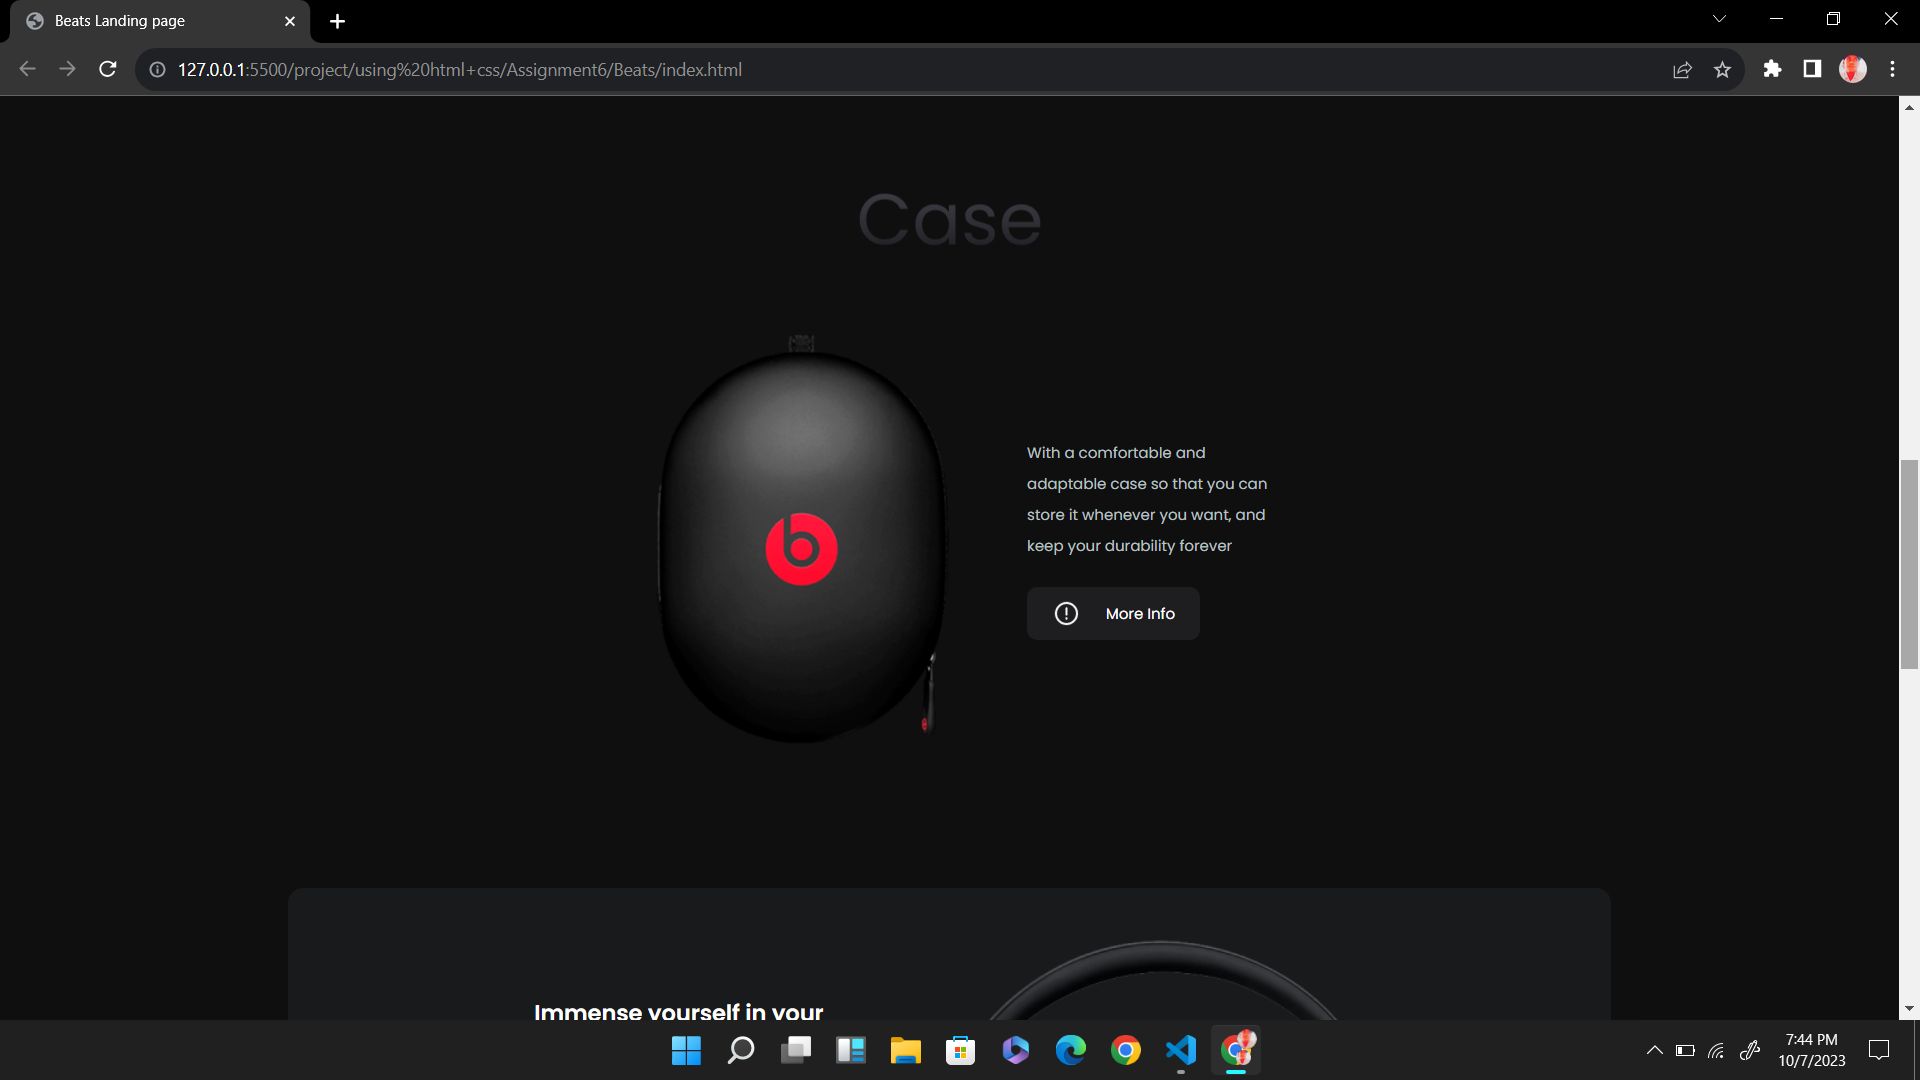 Beats Landing page
127.0.0.1:5500/project/using%20html+css/Assignment6/Beats/index.html
Case
b
With a comfortable and
adaptable case so that you can
store it whenever you want, and
keep your durability forever
More Info
Immense yourself in your
7:44 PM
10/7/2023